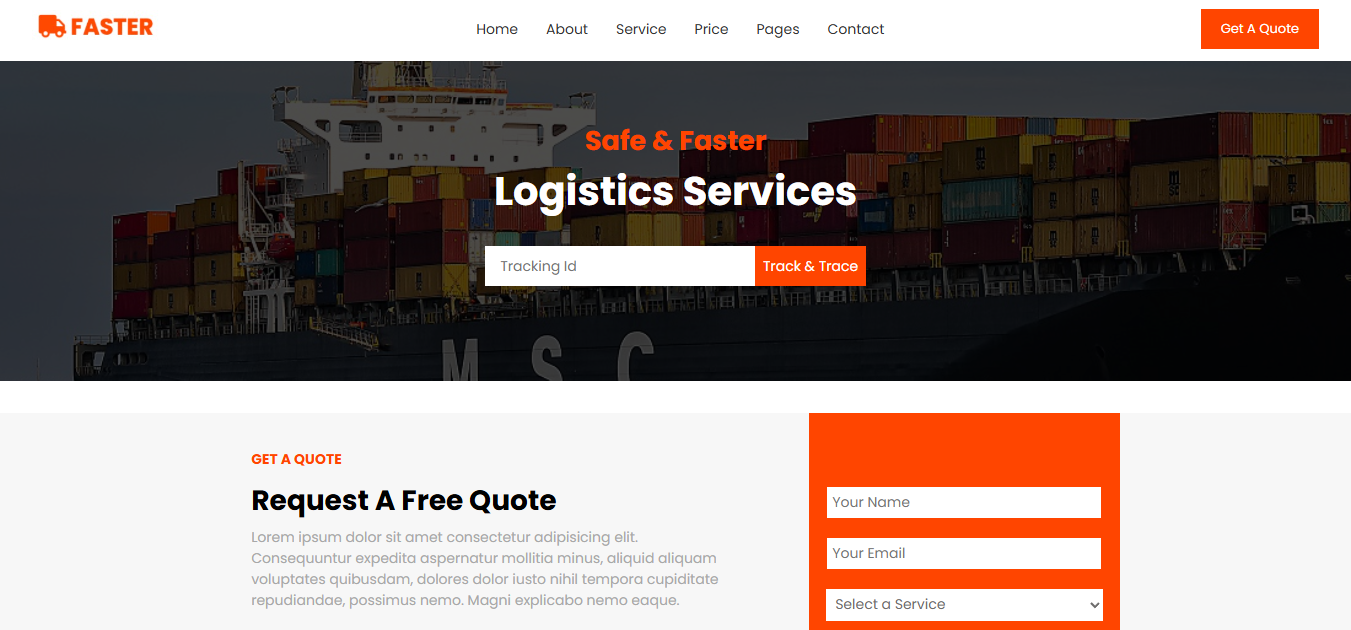 FASTER
Home About Service Price Pages Contact
Get A Quote
Safe & Faster
Logistics Services
Tracking Id
Track & Trace
MSC
GET A QUOTE
Request A Free Quote
Lorem ipsum dolor sit amet consectetur adipisicing elit.
Consequuntur expedita aspernatur mollitia minus, aliquid aliquam
voluptates quibusdam, dolores dolor iusto nihil tempora cupiditate
repudiandae, possimus nemo. Magni explicabo nemo eaque.
Your Name
Your Email
Select a Service